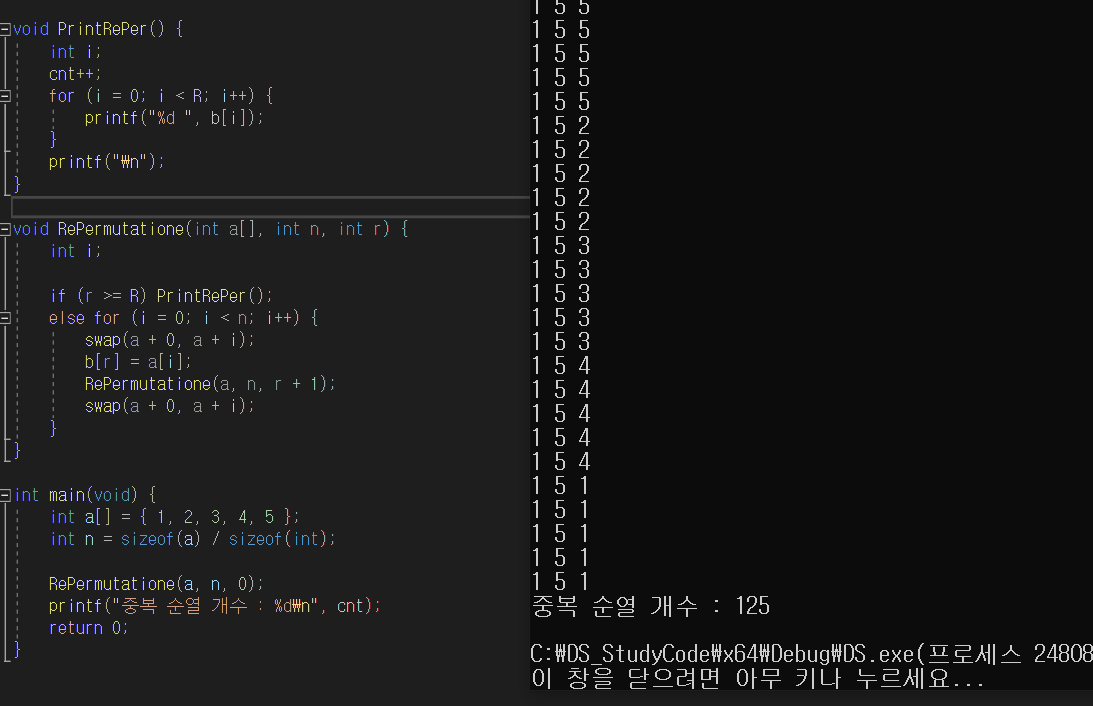 void PrintRePer() {
int i;
cnt++;
for (i = 0; i < R; i++) {
printf("%d ", b[i]);
}
printf("₩n");
}
void RePermutatione(int a[], int n, int r) {
int i;
if (r >= R) PrintRePer();
else for (i = 0; i < n; i++) {
swap(a + 0, a + i);
b[r] = a[i];
RePermutatione(a, n, r + 1);
swap(a + 0, a + i);
}
}
int main(void) {
int a[] = { 1, 2, 3, 4, 5 };
int n = sizeof(a) / sizeof(int);
RePermutatione(a, n, 0);
printf("중복 순열 개수 : %d₩n", cnt);
return 0;
}
1 5 5
1 5 5
1 5 5
1 5 5
1 5 5
1 5 2
1 5 2
1 5 2
1 5 2
1 5 2
1 5 3
1 5 3
1 5 3
1 5 3
1 5 3
1 5 4
1 5 4
1 5 4
1 5 4
1 5 4
1 5 1
1 5 1
1 5 1
1 5 1
1 5 1
중복 순열 개수 : 125
C:₩DS_StudyCode₩x64₩Debug₩DS.exe(프로세스 24808
이 창을 닫으려면 아무 키나 누르세요...